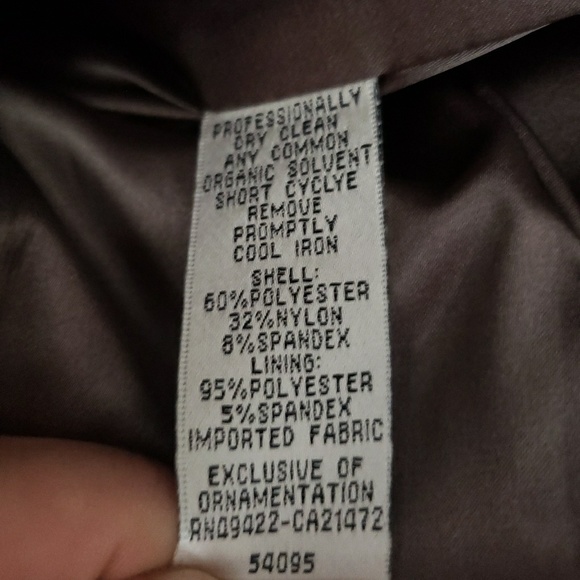 PROFESSIONALLY
DRY CLEAN
ANY COMMON
ORGANIC SOLVENT
SHORT CYCLYE
REMOVE
PROMPTLY
COOL IRON
SHELL:
60%POLYESTER
32%NYLON
8%SPANDEX
LINING:
95%POLYESTER
5%SPANDEX
IMPORTED FABRIC
EXCLUSIVE OF
ORNAMENTATION
RN09422-CA21472
54095